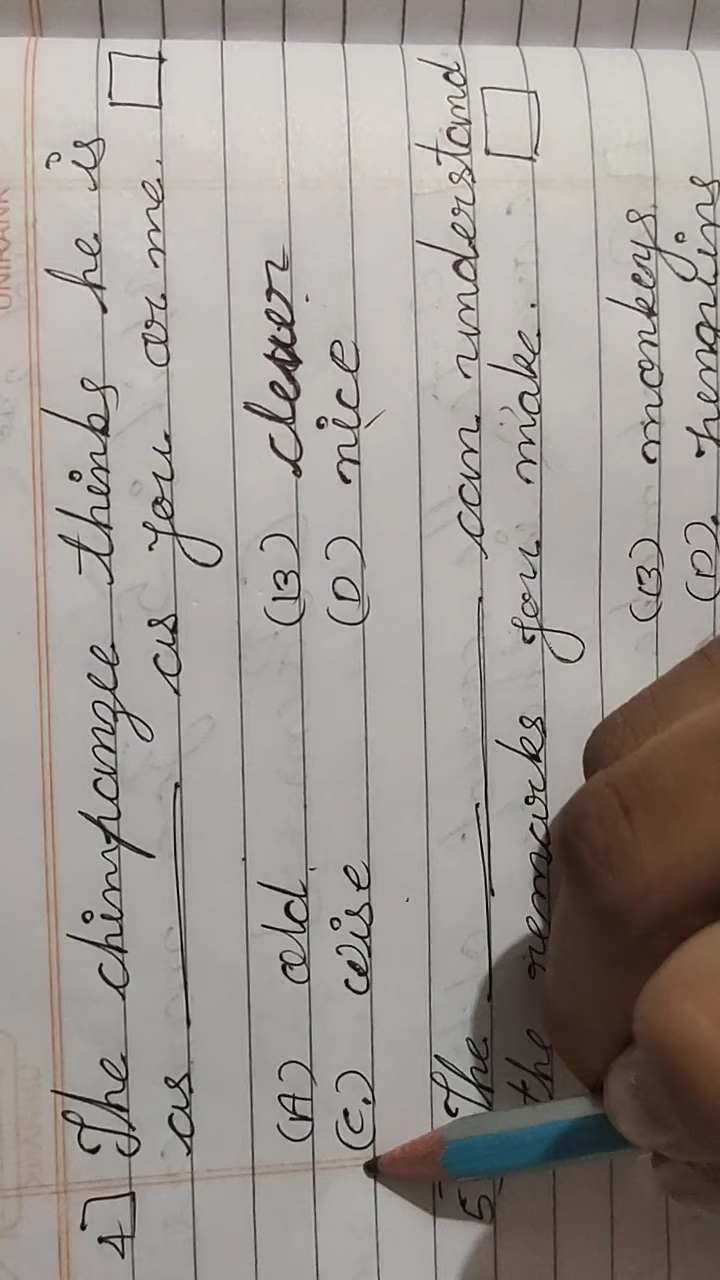 4] The chimpanzee thinks he is
as ______ as you or me.
(A) old. (B) clever
(C.) wise (D) nice.
5] The ______ can understand
the remarks you make.
(B) monkeys
(D)